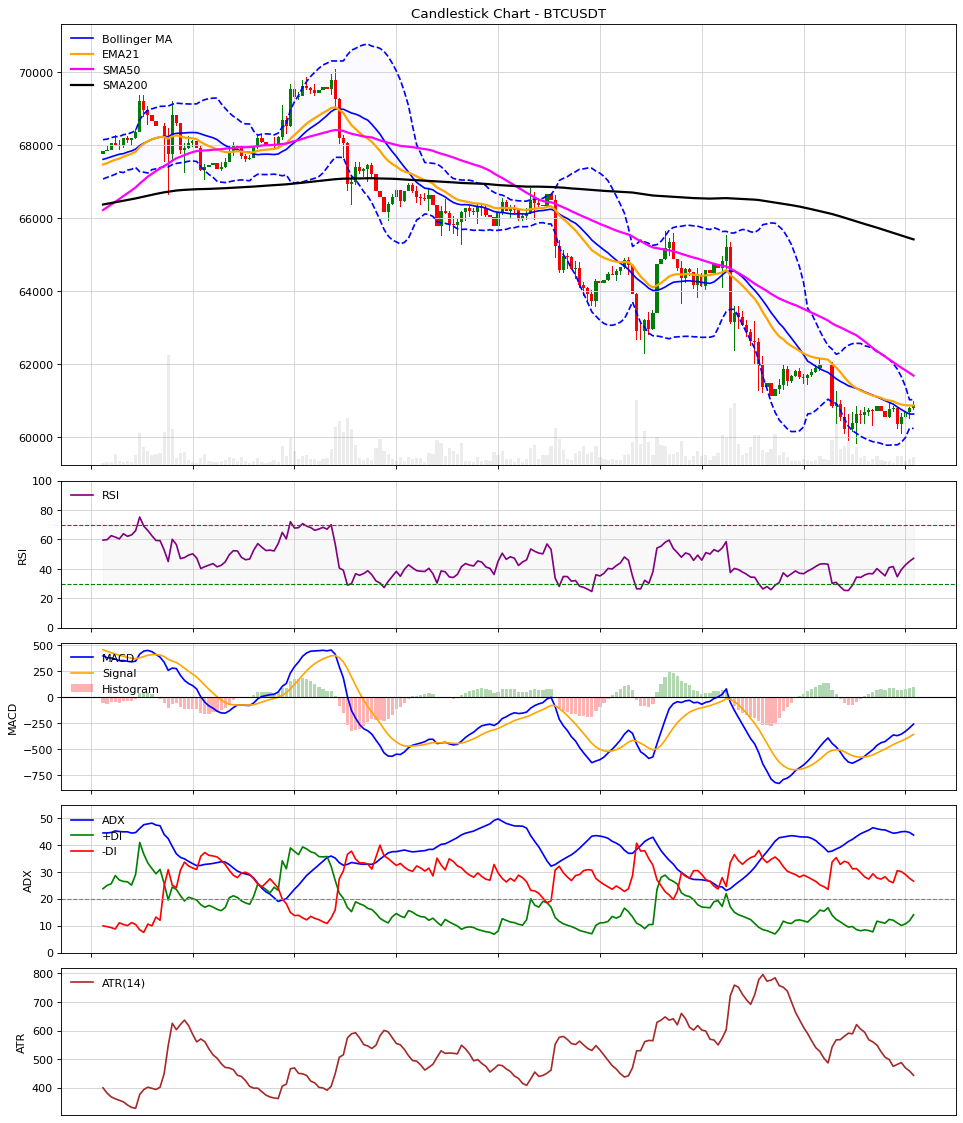 Candlestick Chart - BTCUSDT
Bollinger MA
EMA21
SMA50
SMA200
70000
68000
66000
64000
62000
60000
RSI
100
80
60
40
20
0
RSI
MACD
Signal
Histogram
500
250
0
−250
−500
−750
MACD
ADX
+DI
-DI
50
40
30
20
10
0
ADX
ATR(14)
800
700
600
500
400
ATR